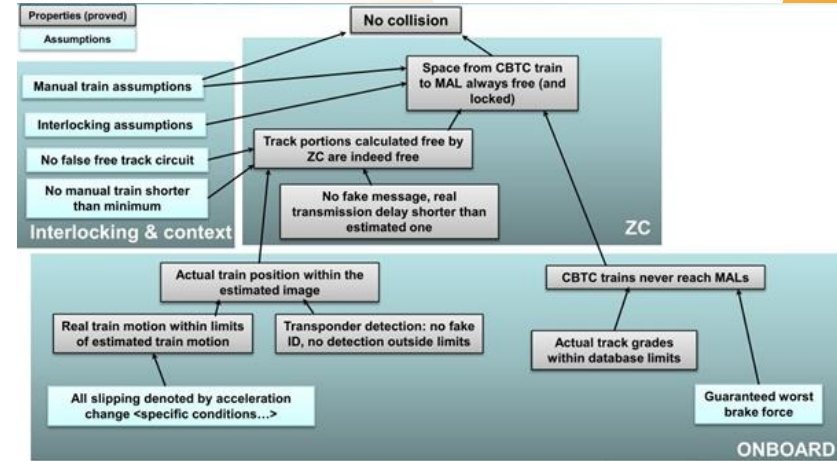 Properties (proved)
Assumptions
No collision
Manual train assumptions
Space from CBTC train
to MAL always free (and
locked)
Interlocking assumptions
No false free track circuit
Track portions calculated free by
ZC are indeed free
No manual train shorter
than minimum
No fake message, real
transmission delay shorter than
estimated one
Interlocking & context
ZC
Actual train position within the
estimated image
CBTC trains never reach MALs
Real train motion within limits
of estimated train motion
Transponder detection: no fake
ID, no detection outside limits
Actual track grades
within database limits
All slipping denoted by acceleration
change <specific conditions…>
Guaranteed worst
brake force
ONBOARD